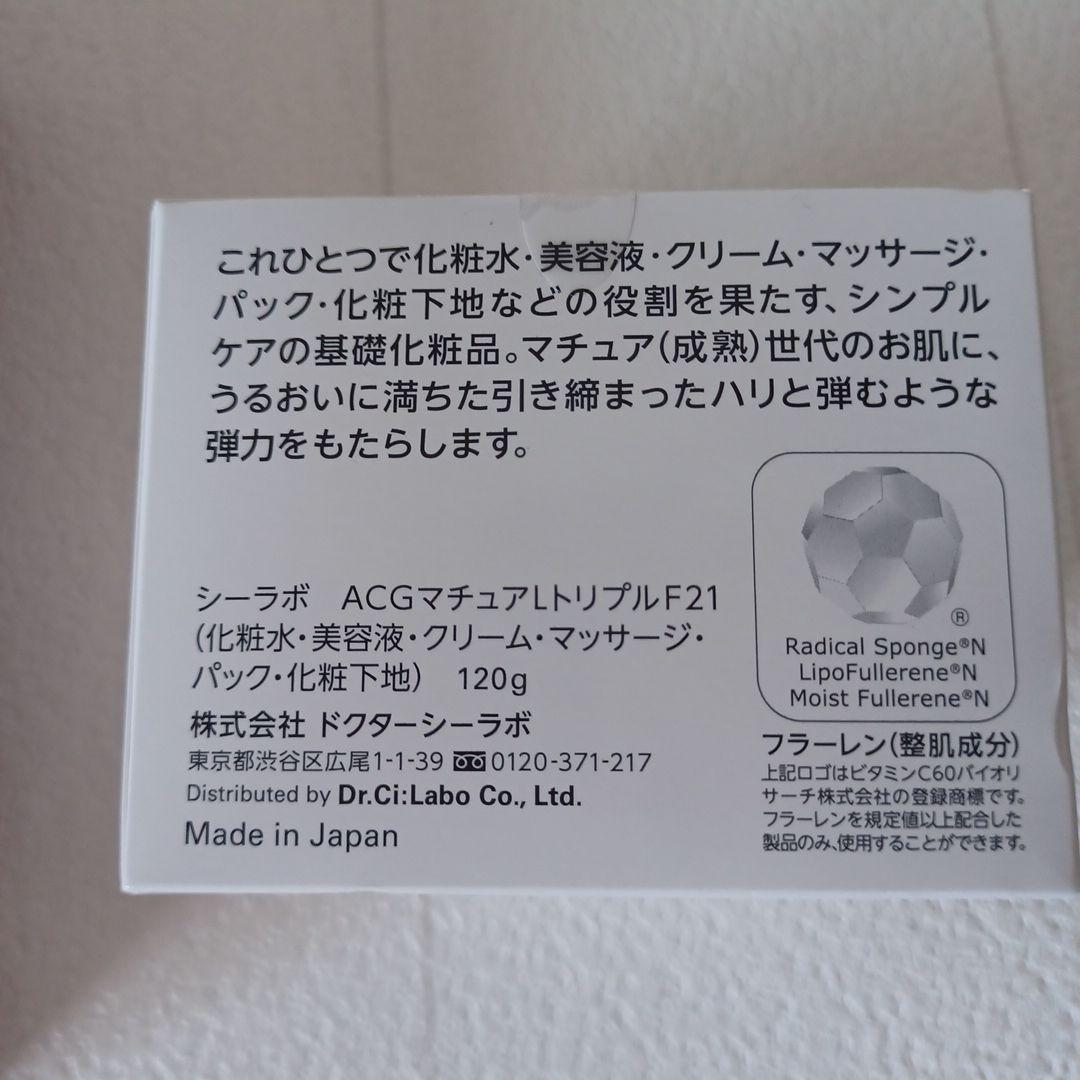 これひとつで化粧水・美容液・クリーム・マッサージ・
パック・化粧下地などの役割を果たす、シンプル
ケアの基礎化粧品。マチュア(成熟)世代のお肌に、
うるおいに満ちた引き締まったハリと弾むような
弾力をもたらします。
シーラボ　ACGマチュアLトリプルF21
(化粧水・美容液・クリーム・マッサージ・
パック・化粧下地)　120g
株式会社 ドクターシーラボ
東京都渋谷区広尾1-1-39 0120-371-217
Distributed by Dr.Ci:Labo Co., Ltd.
Made in Japan
®
Radical Sponge®N
LipoFullerene®N
Moist Fullerene®N
フラーレン(整肌成分)
上記ロゴはビタミンC60バイオリ
サーチ株式会社の登録商標です。
フラーレンを規定値以上配合した
製品のみ、使用することができます。